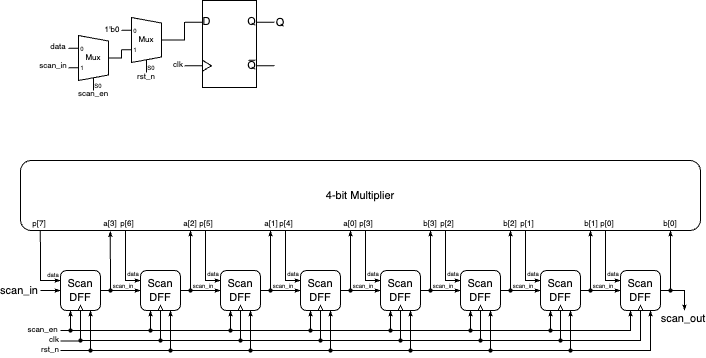 1'b0 0 D Q Q
Mux
data 0 1
Mux
scan_in 1 S0 clk Q
rst_n
S0
scan_en
4-bit Multiplier
p[7] a[3] p[6] a[2] p[5] a[1] p[4] a[0] p[3] b[3] p[2] b[2] p[1] b[1] p[0] b[0]
data data data data data data data data
scan_in Scan scan_in Scan scan_in Scan scan_in Scan scan_in Scan scan_in Scan scan_in Scan scan_in Scan
DFF DFF DFF DFF DFF DFF DFF DFF
scan_out
scan_en
clk
rst_n